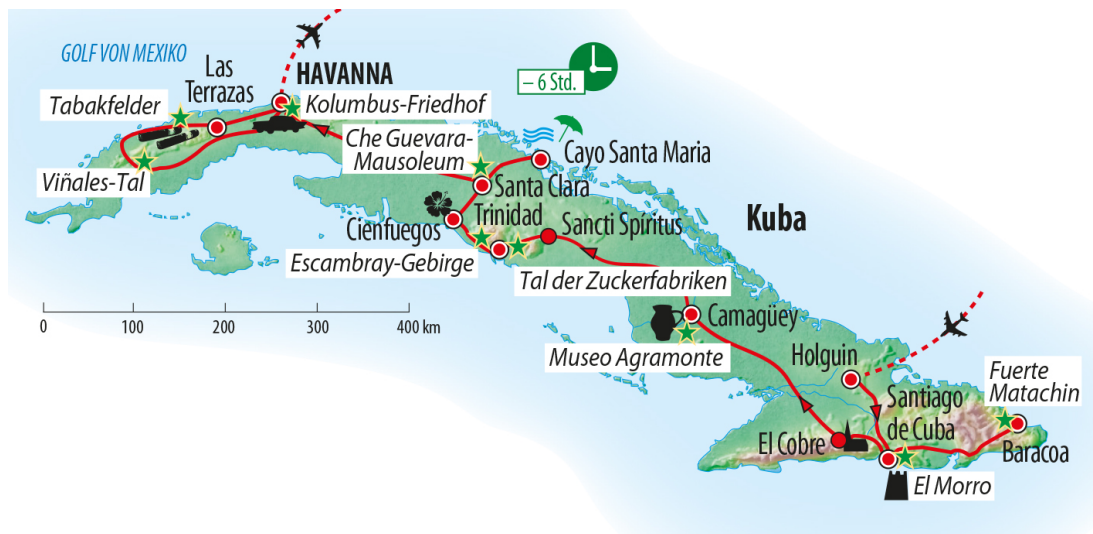 GOLF VON MEXIKO
Las
Terrazas
HAVANNA
– 6 Std.
Tabakfelder
Kolumbus-Friedhof
Che Guevara-
Mausoleum
Cayo Santa Maria
Viñales-Tal
Santa Clara
Trinidad
Cienfuegos
Sancti Spíritus
Kuba
Escambray-Gebirge
Tal der Zuckerfabriken
0 100 200 300 400 km
Camagüey
Museo Agramonte
Holguin
Fuerte
Matachin
Santiago
de Cuba
El Cobre
Baracoa
El Morro